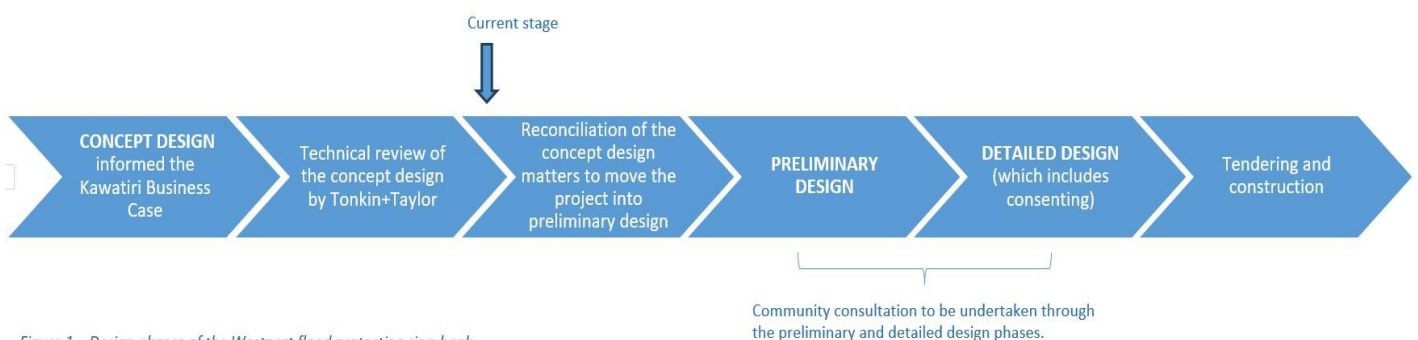 Current stage
CONCEPT DESIGN
informed the
Kawatiri Business
Case
Technical review of
the concept design
by Tonkin+Taylor
Reconciliation of the
concept design
matters to move the
project into
preliminary design
PRELIMINARY
DESIGN
DETAILED DESIGN
(which includes
consenting)
Tendering and
construction
Community consultation to be undertaken through
the preliminary and detailed design phases.
Figure 1 – Design phases of the Westport flood protection ring bank